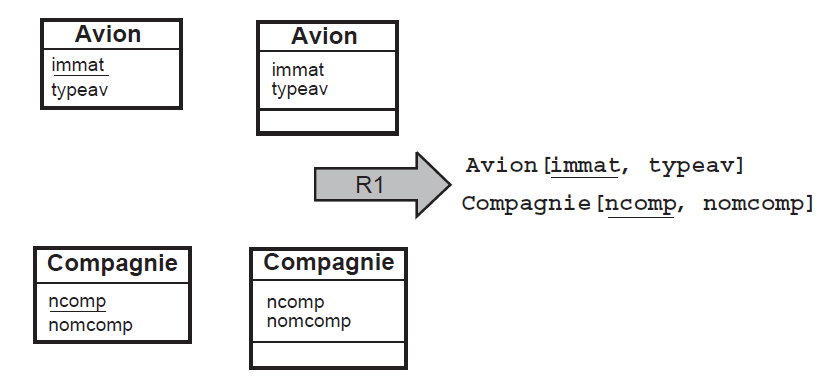 Avion
immat
typeav
Avion
immat
typeav
R1
Avion[immat, typeav]
Compagnie[ncomp, nomcomp]
Compagnie
ncomp
nomcomp
Compagnie
ncomp
nomcomp